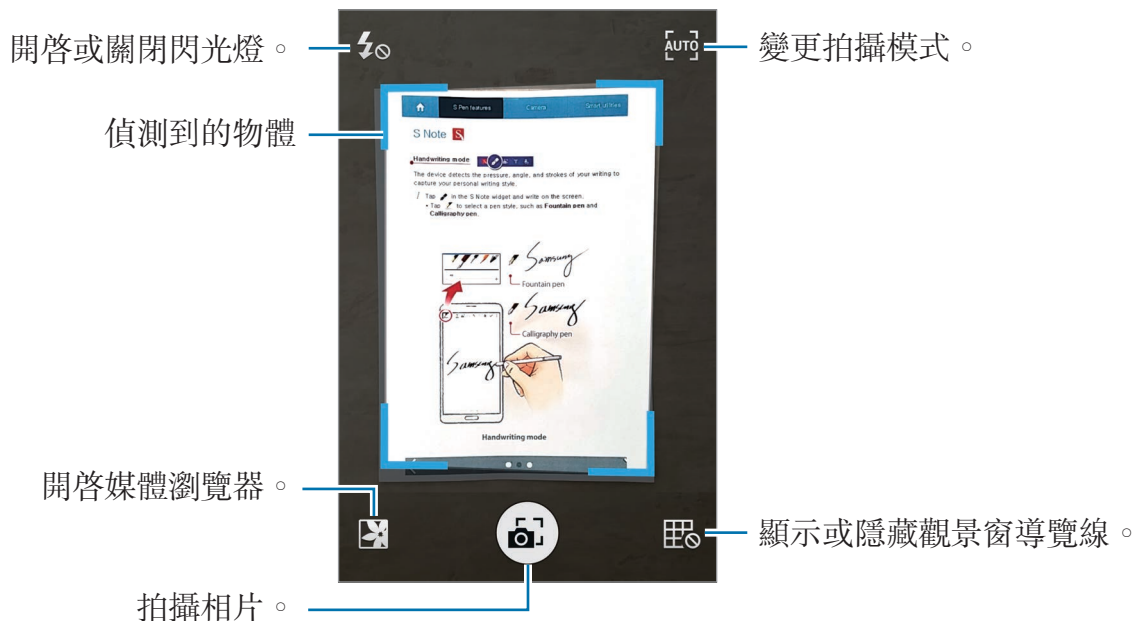 開啓或關閉閃光燈。
AUTO
變更拍攝模式。
偵測到的物體
S Pen features
Camera
Smart utilities
S Note
Handwriting mode
The device detects the pressure, angle, and strokes of your writing to
capture your personal writing style.
1 Tap in the S Note widget and write on the screen.
• Tap to select a pen style, such as Fountain pen and
Calligraphy pen.
Samsung
Fountain pen
Samsung
Calligraphy pen
Samsung
Handwriting mode
開啓媒體瀏覽器。
顯示或隱藏觀景窗導覽線。
拍攝相片。